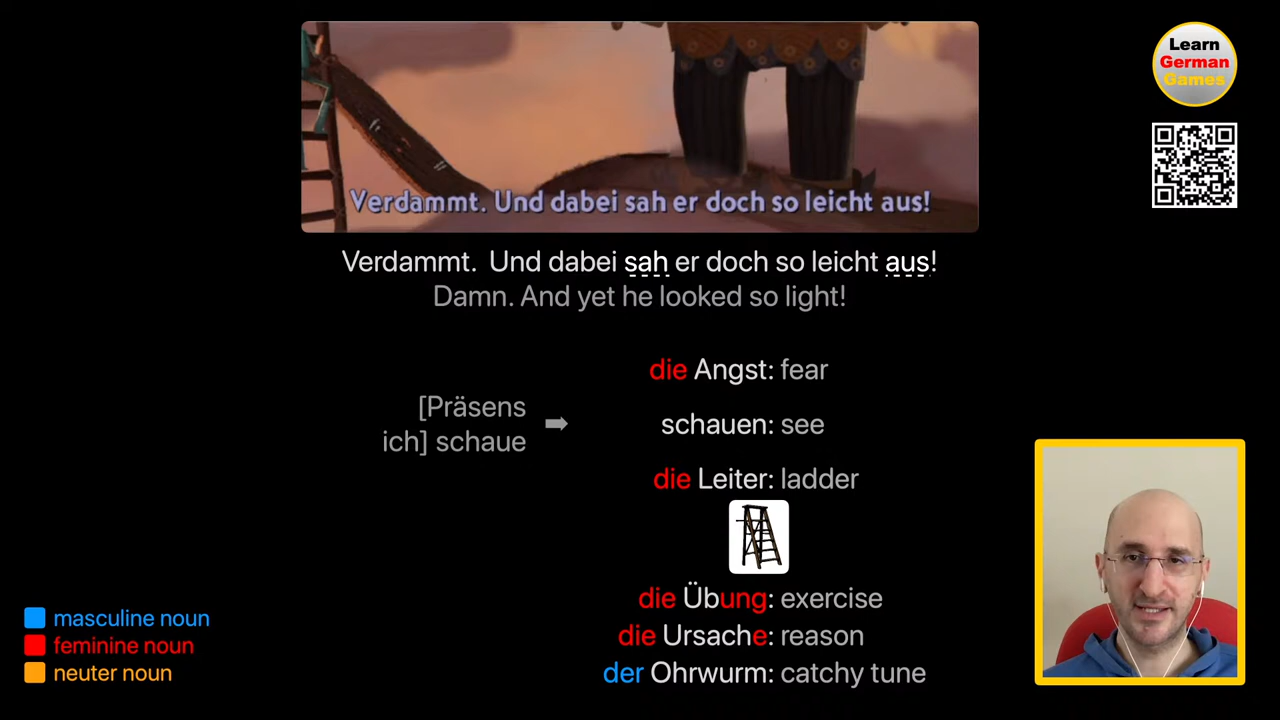 Learn
German
Games
Verdammt. Und dabei sah er doch so leicht aus!
Verdammt. Und dabei sah er doch so leicht aus!
Damn. And yet he looked so light!
die Angst: fear
[Präsens
ich] schaue ➡ schauen: see
die Leiter: ladder
die Übung: exercise
die Ursache: reason
der Ohrwurm: catchy tune
masculine noun
feminine noun
neuter noun